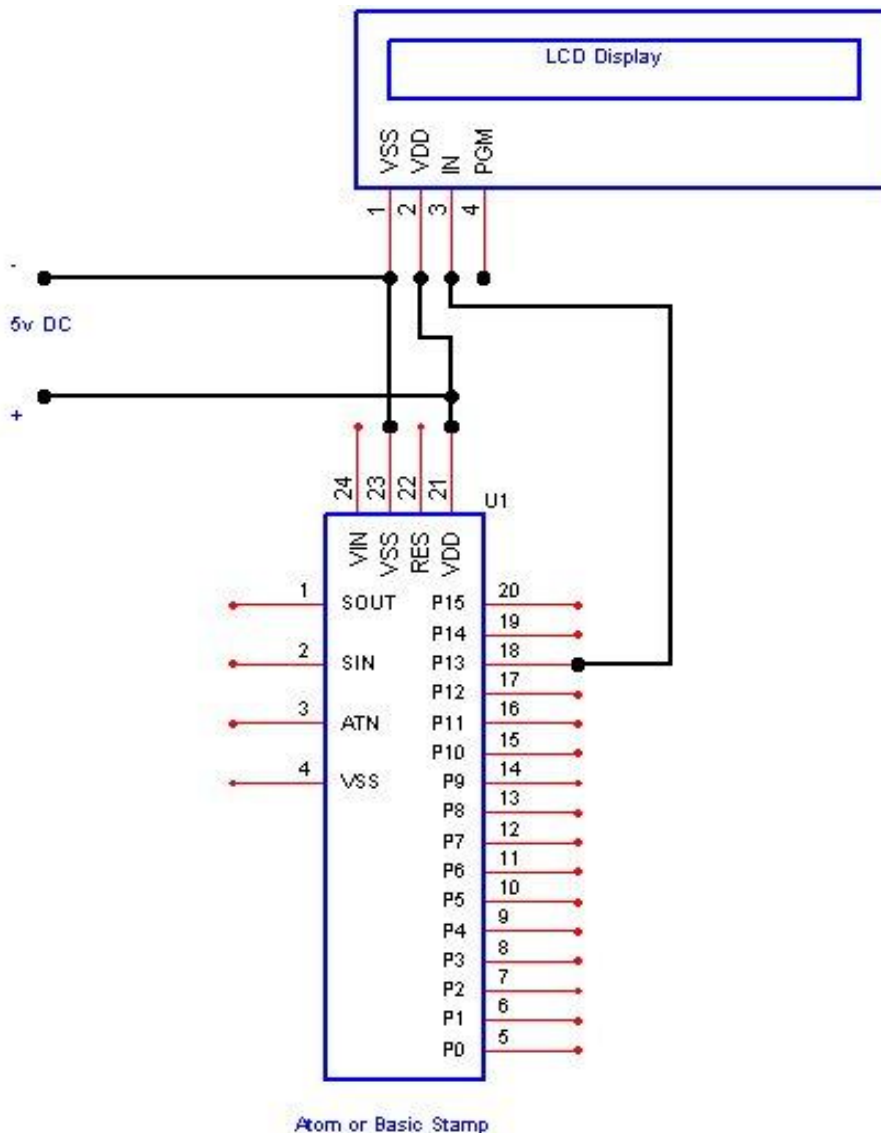 LCD Display
VSS
VDD
IN
PGM
1
2
3
4
-
5v DC
+
24
23
22
21
U1
VIN
VSS
RES
VDD
1 SOUT P15 20
P14 19
2 SIN P13 18
P12 17
3 ATN P11 16
P10 15
4 VSS P9 14
P8 13
P7 12
P6 11
P5 10
P4 9
P3 8
P2 7
P1 6
P0 5
Atom or Basic Stamp